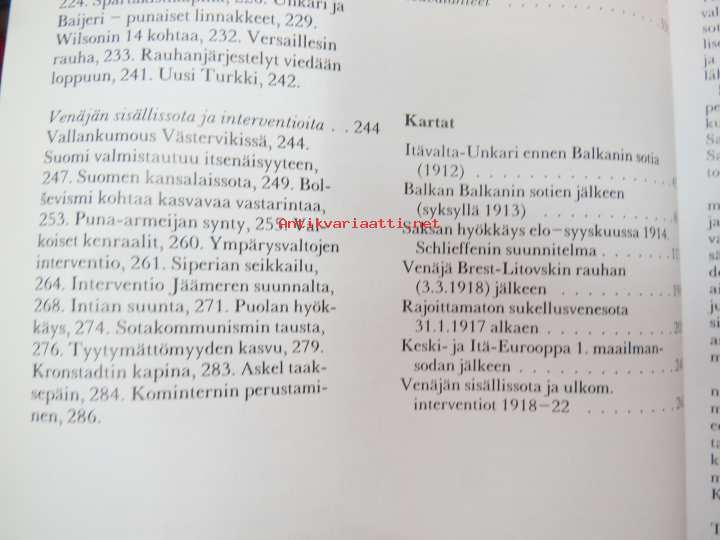 Baijeri – punaiset linnakkeet, 229.
Wilsonin 14 kohtaa, 232. Versaillesin
rauha, 233. Rauhanjärjestelyt viedään
loppuun, 241. Uusi Turkki, 242.
Venäjän sisällissota ja interventioita . . 244
Vallankumous Västervikissä, 244.
Suomi valmistautuu itsenäisyyteen,
247. Suomen kansalaissota, 249. Bol-
ševismi kohtaa kasvavaa vastarintaa,
253. Puna-armeijan synty, 255. Val-
koiset kenraalit, 260. Ympärysvaltojen
interventio, 261. Siperian seikkailu,
264. Interventio Jäämeren suunnalta,
268. Intian suunta, 271. Puolan hyök-
käys, 274. Sotakommunismin tausta,
276. Tyytymättömyyden kasvu, 279.
Kronstadtin kapina, 283. Askel taak-
sepäin, 284. Kominternin perustami-
nen, 286.
Kartat
Itävalta-Unkari ennen Balkanin sotia
(1912)
Balkan Balkanin sotien jälkeen
(syksyllä 1913)
Saksan hyökkäys elo–syyskuussa 1914.
Schlieffenin suunnitelma
Venäjä Brest-Litovskin rauhan
(3.3.1918) jälkeen
Rajoittamaton sukellusvenesota
31.1.1917 alkaen
Keski- ja Itä-Eurooppa 1. maailman-
sodan jälkeen
Venäjän sisällissota ja ulkom.
interventiot 1918–22
Antikvariaatti.net